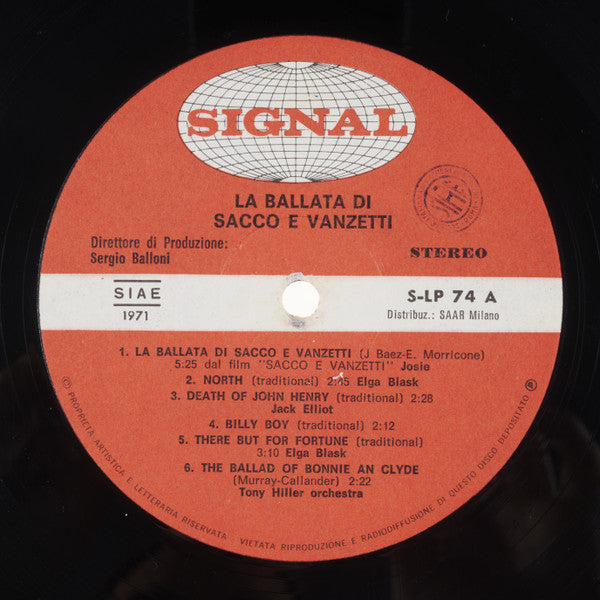 SIGNAL
LA BALLATA DI
SACCO E VANZETTI
Direttore di Produzione:
Sergio Balloni
STEREO
SIAE
1971
S-LP 74 A
Distribuz.: SAAR Milano
1. LA BALLATA DI SACCO E VANZETTI (J Baez-E. Morricone)
5:25 dal film "SACCO E VANZETTI" Josie
2. NORTH (traditional) 2:45 Elga Blask
3. DEATH OF JOHN HENRY (traditional) 2:28
Jack Elliot
4. BILLY BOY (traditional) 2:12
5. THERE BUT FOR FORTUNE (traditional)
3:10 Elga Blask
6. THE BALLAD OF BONNIE AN CLYDE
(Murray-Callander) 2:22
Tony Hiller orchestra
Ⓒ PROPRIETA ARTISTICA E LETTERARIA RISERVATA - VIETATA RIPRODUZIONE E RADIODIFFUSIONE DI QUESTO DISCO DEPOSITATO ℗